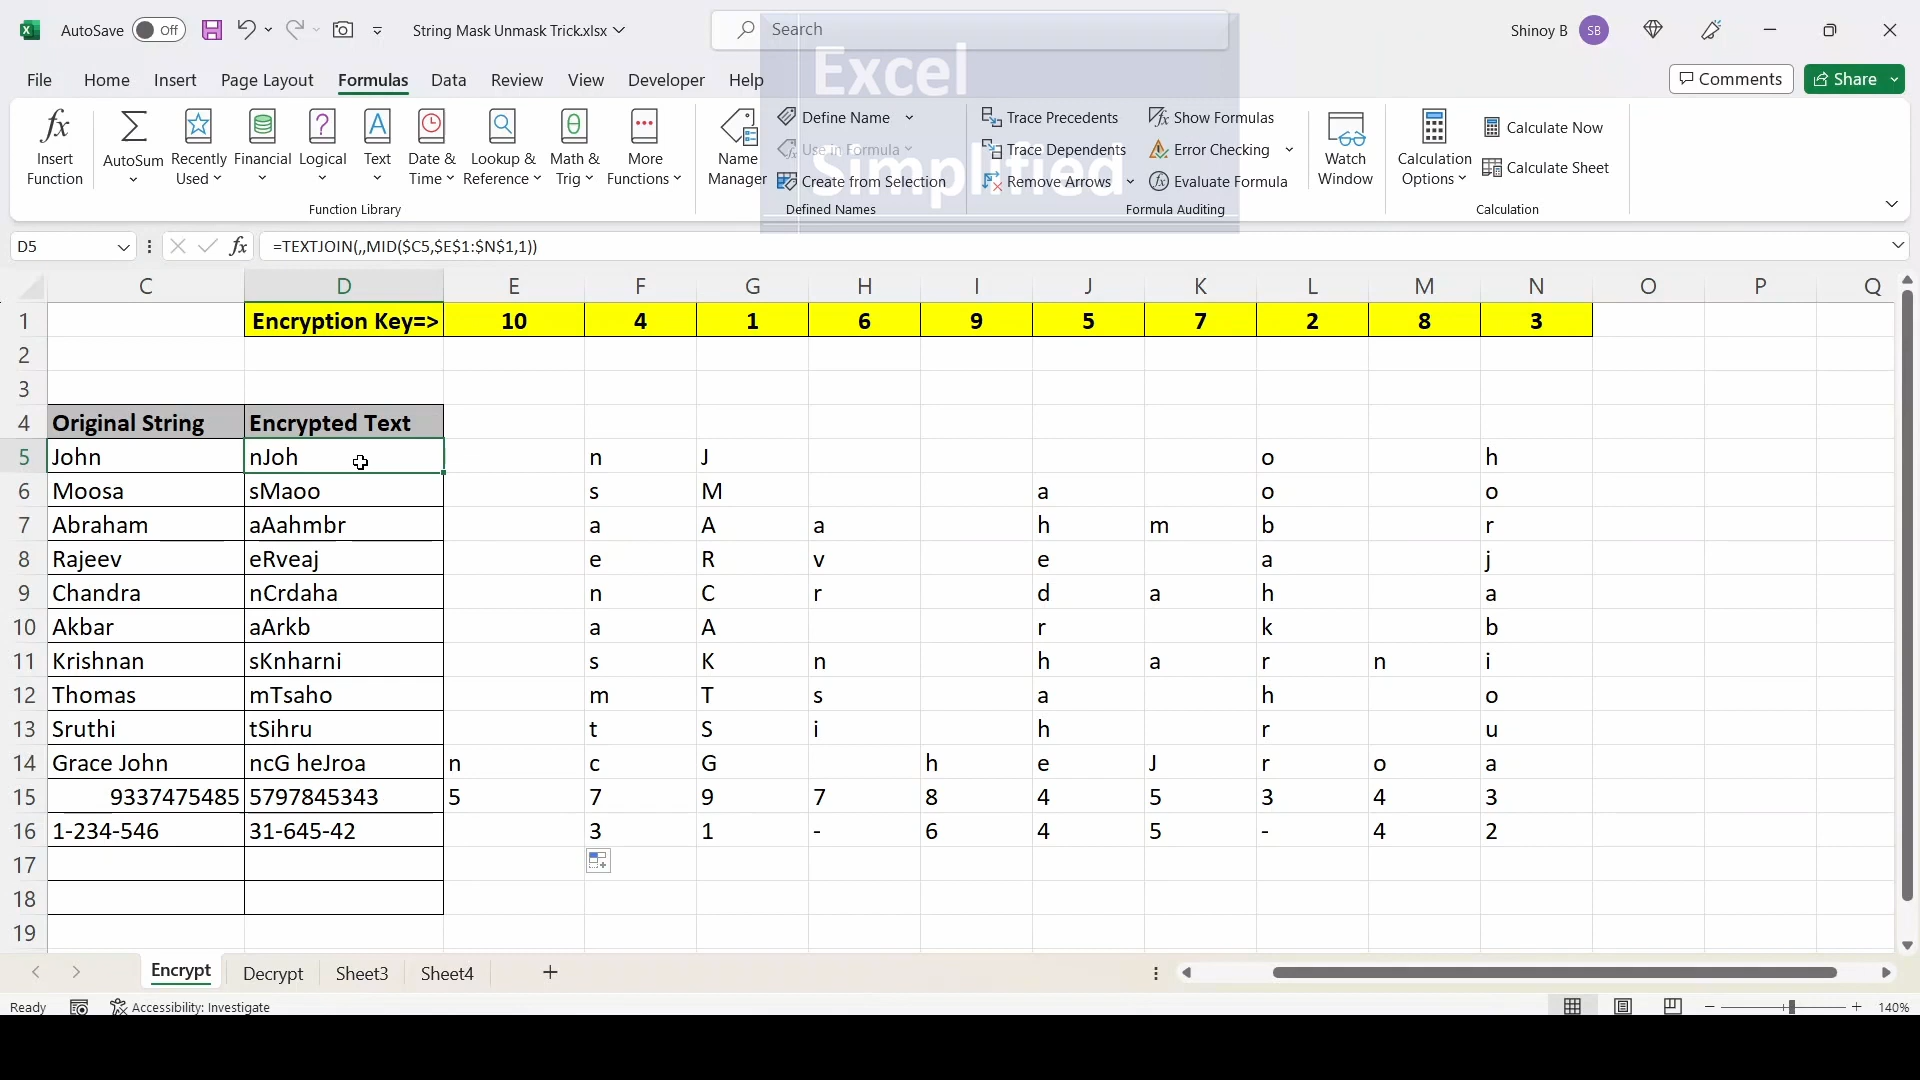 AutoSave Off String Mask Unmask Trick.xlsx Search Shinoy B SB
File Home Insert Page Layout Formulas Data Review View Developer Help Comments Share
Excel
Simplified
Insert Function
AutoSum
Recently Used
Financial
Logical
Text
Date & Time
Lookup & Reference
Math & Trig
More Functions
Function Library
Name Manager
Define Name
Use in Formula
Create from Selection
Defined Names
Trace Precedents
Trace Dependents
Remove Arrows
Show Formulas
Error Checking
Evaluate Formula
Formula Auditing
Watch Window
Calculation Options
Calculate Now
Calculate Sheet
Calculation
D5 fx =TEXTJOIN(,,MID($C5,$E$1:$N$1,1))
C D E F G H I J K L M N O P Q
1 Encryption Key=> 10 4 1 6 9 5 7 2 8 3
2
3
4 Original String Encrypted Text
5 John nJoh n J o h
6 Moosa sMaoo s M a o o
7 Abraham aAahmbr a A a h m b r
8 Rajeev eRveaj e R v e a j
9 Chandra nCrdaha n C r d a h a
10 Akbar aArkb a A r k b
11 Krishnan sKnharni s K n h a r n i
12 Thomas mTsaho m T s a h o
13 Sruthi tSihru t S i h r u
14 Grace John ncG heJroa n c G h e J r o a
15 9337475485 5797845343 5 7 9 7 8 4 5 3 4 3
16 1-234-546 31-645-42 3 1 - 6 4 5 - 4 2
17
18
19
Encrypt Decrypt Sheet3 Sheet4
Ready Accessibility: Investigate 140%